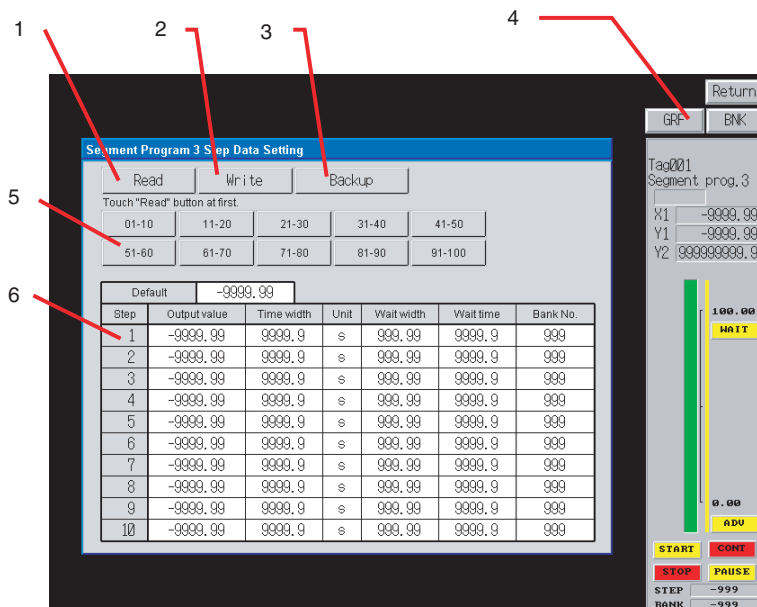 1 2 3 4
Return
GRF BNK
Segment Program 3 Step Data Setting
Read Write Backup
Touch "Read" button at first.
5
01-10 11-20 21-30 31-40 41-50
51-60 61-70 71-80 81-90 91-100
6
Default -9999.99
Step Output value Time width Unit Wait width Wait time Bank No.
1 -9999.99 9999.9 s 999.99 9999.9 999
2 -9999.99 9999.9 s 999.99 9999.9 999
3 -9999.99 9999.9 s 999.99 9999.9 999
4 -9999.99 9999.9 s 999.99 9999.9 999
5 -9999.99 9999.9 s 999.99 9999.9 999
6 -9999.99 9999.9 s 999.99 9999.9 999
7 -9999.99 9999.9 s 999.99 9999.9 999
8 -9999.99 9999.9 s 999.99 9999.9 999
9 -9999.99 9999.9 s 999.99 9999.9 999
10 -9999.99 9999.9 s 999.99 9999.9 999
Tag001
Segment prog.3
X1 -9999.99
Y1 -9999.99
Y2 999999999.9
100.00
WAIT
0.00
ADV
START CONT
STOP PAUSE
STEP -999
BANK -999